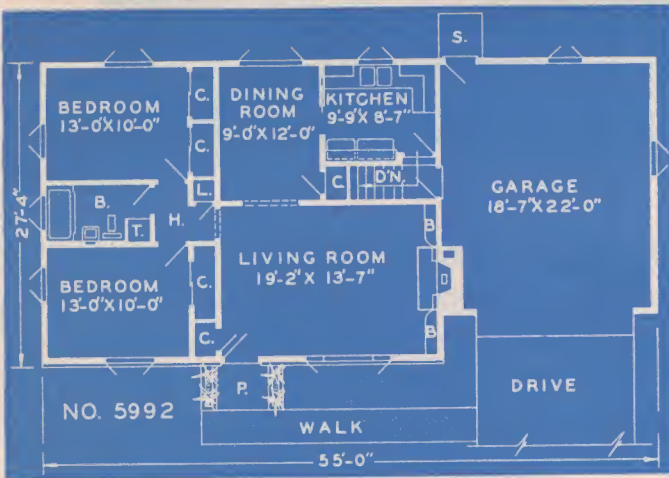 S.
BEDROOM
13'-0"X10'-0"
C.
DINING
ROOM
9'-0"X12'-0"
KITCHEN
9'-9"X 8'-7"
C.
L.
C.
D'N.
GARAGE
18'-7"X22'-0"
B.
T.
H.
27'-4"
B
LIVING ROOM
19'-2"X 13'-7"
BEDROOM
13'-0"X10'-0"
C.
C.
B
P.
DRIVE
NO. 5992
WALK
55'-0"